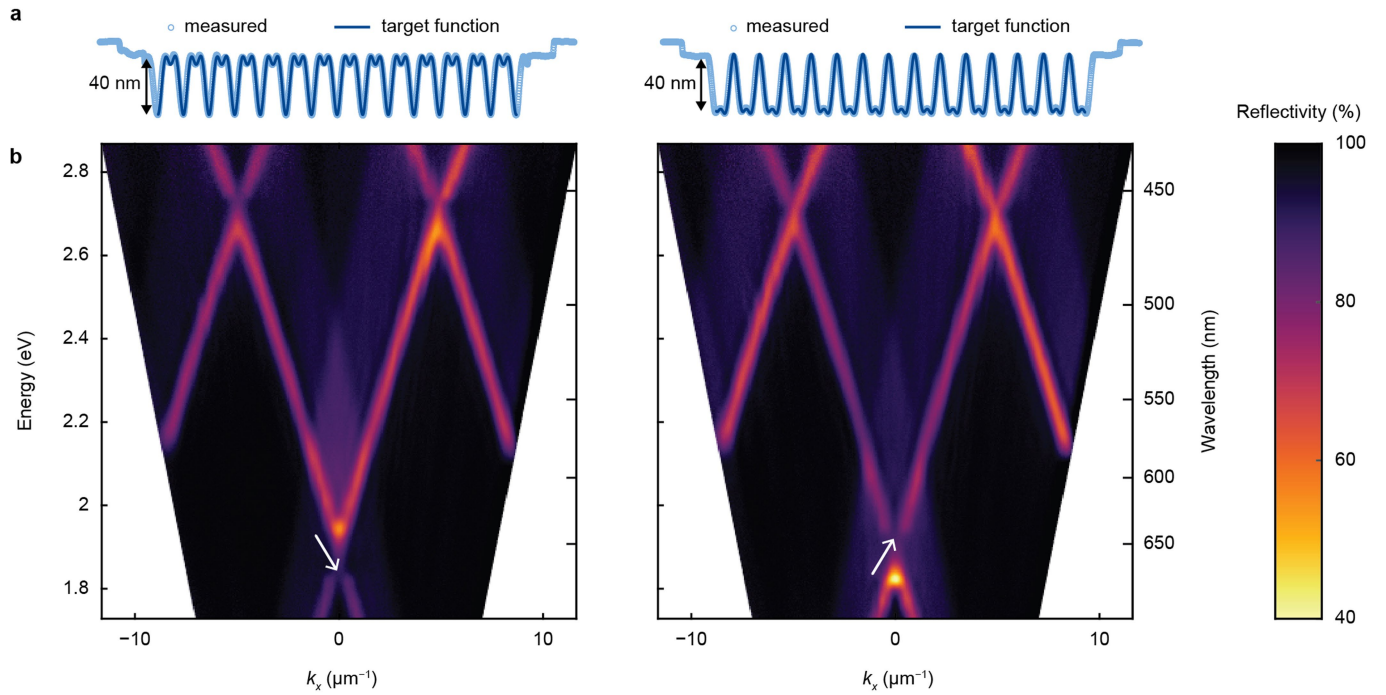 a
measured target function
measured target function
40 nm
40 nm
Reflectivity (%)
b
2.8
2.6
2.4
2.2
2
1.8
Energy (eV)
−10 0 10
kx (µm−1)
450
500
550
600
650
Wavelength (nm)
−10 0 10
kx (µm−1)
100
80
60
40